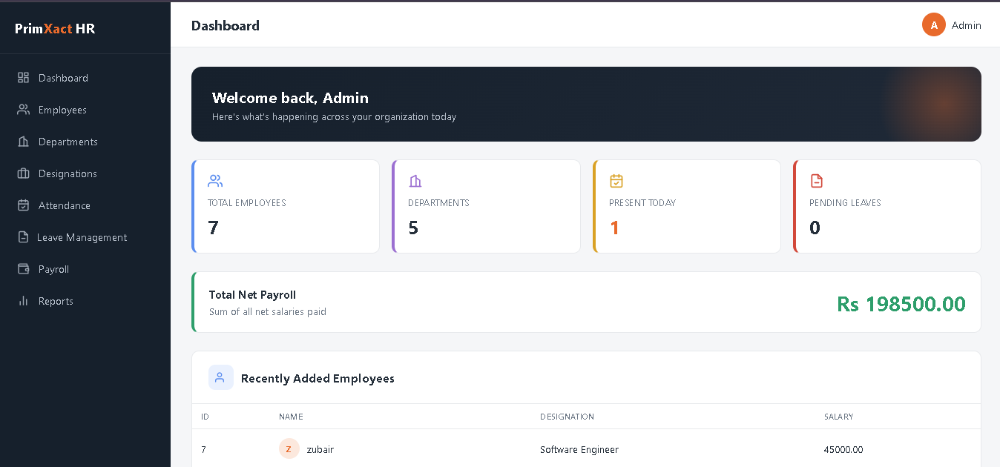 PrimXact HR
Dashboard
Employees
Departments
Designations
Attendance
Leave Management
Payroll
Reports
Dashboard
A Admin
Welcome back, Admin
Here's what's happening across your organization today
TOTAL EMPLOYEES
7
DEPARTMENTS
5
PRESENT TODAY
1
PENDING LEAVES
0
Total Net Payroll
Sum of all net salaries paid
Rs 198500.00
Recently Added Employees
ID NAME DESIGNATION SALARY
7 Z zubair Software Engineer 45000.00